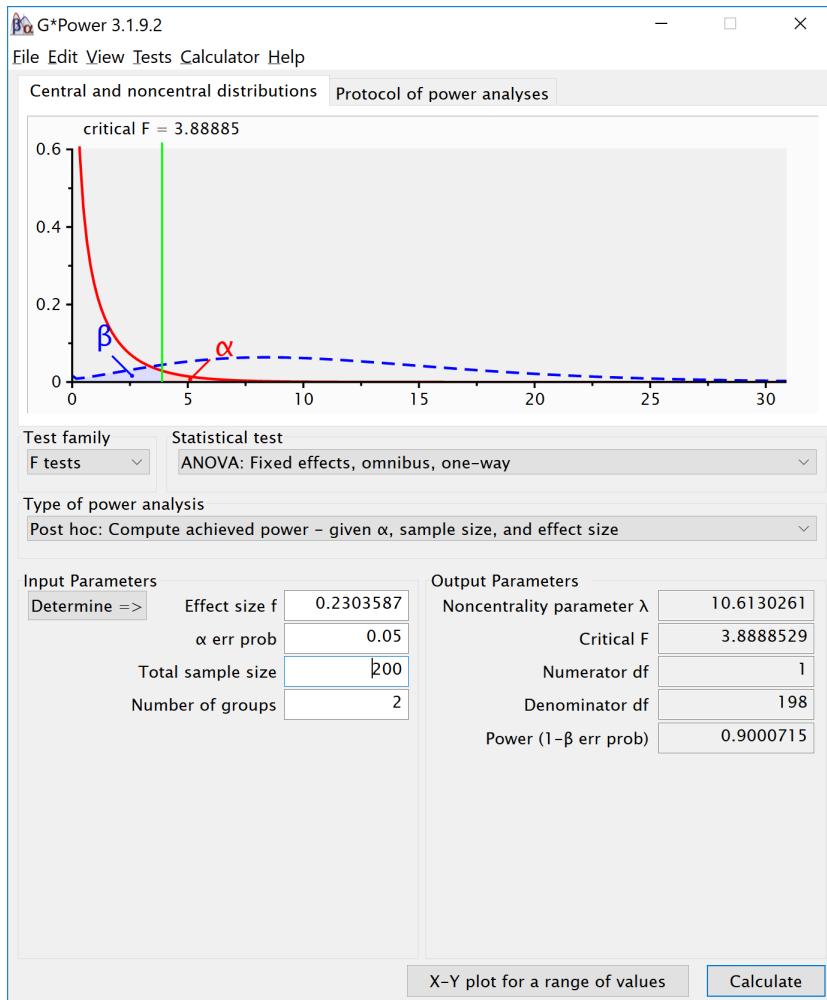 βα G*Power 3.1.9.2
File Edit View Tests Calculator Help
Central and noncentral distributions Protocol of power analyses
critical F = 3.88885
0.6
0.4
0.2
0
β
α
0 5 10 15 20 25 30
Test family Statistical test
F tests ANOVA: Fixed effects, omnibus, one-way
Type of power analysis
Post hoc: Compute achieved power - given α, sample size, and effect size
Input Parameters
Determine => Effect size f 0.2303587
α err prob 0.05
Total sample size 200
Number of groups 2
Output Parameters
Noncentrality parameter λ 10.6130261
Critical F 3.8888529
Numerator df 1
Denominator df 198
Power (1-β err prob) 0.9000715
X-Y plot for a range of values Calculate